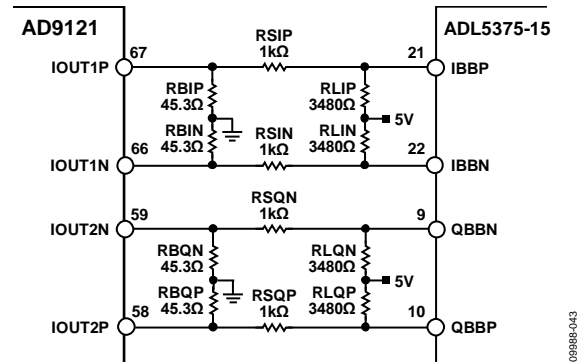 AD9121
ADL5375-15
IOUT1P
67
RSIP
1kΩ
21
IBBP
RBIP
45.3Ω
RLIP
3480Ω
5V
RBIN
45.3Ω
RSIN
1kΩ
RLIN
3480Ω
IOUT1N
66
22
IBBN
IOUT2N
59
RSQN
1kΩ
9
QBBN
RBQN
45.3Ω
RLQN
3480Ω
5V
RBQP
45.3Ω
RSQP
1kΩ
RLQP
3480Ω
IOUT2P
58
10
QBBP
09988-043